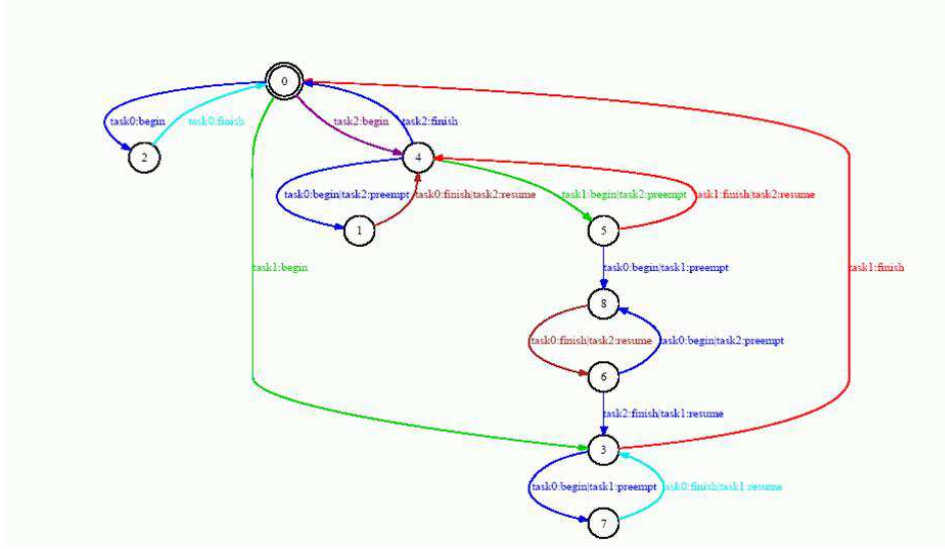 0
task0:begin
task0:finish
task2:begin
task2:finish
2
4
task0:begin|task2:preempt
task0:finish|task2:resume
task1:begin|task2:preempt
task1:finish|task2:resume
1
5
task1:begin
task0:begin|task1:preempt
task1:finish
8
task0:finish|task2:resume
task0:begin|task2:preempt
6
task2:finish|task1:resume
3
task0:begin|task1:preempt
task0:finish|task1:resume
7